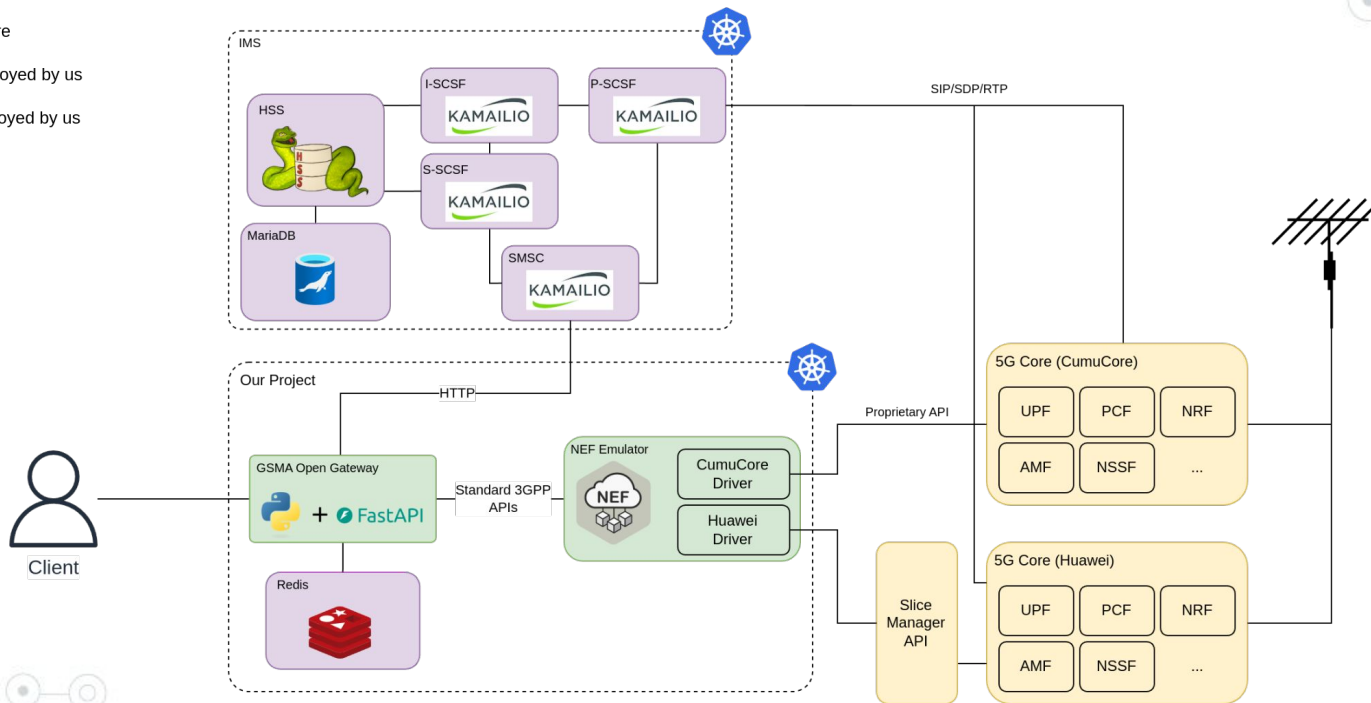 re
oyed by us
oyed by us
IMS
HSS
H
S
S
MariaDB
I-SCSF
KAMAILIO
P-SCSF
KAMAILIO
S-SCSF
KAMAILIO
SMSC
KAMAILIO
SIP/SDP/RTP
Our Project
HTTP
Client
GSMA Open Gateway
+ FastAPI
Redis
Standard 3GPP
APIs
NEF Emulator
NEF
CumuCore
Driver
Huawei
Driver
Proprietary API
Slice
Manager
API
5G Core (CumuCore)
UPF
PCF
NRF
AMF
NSSF
...
5G Core (Huawei)
UPF
PCF
NRF
AMF
NSSF
...